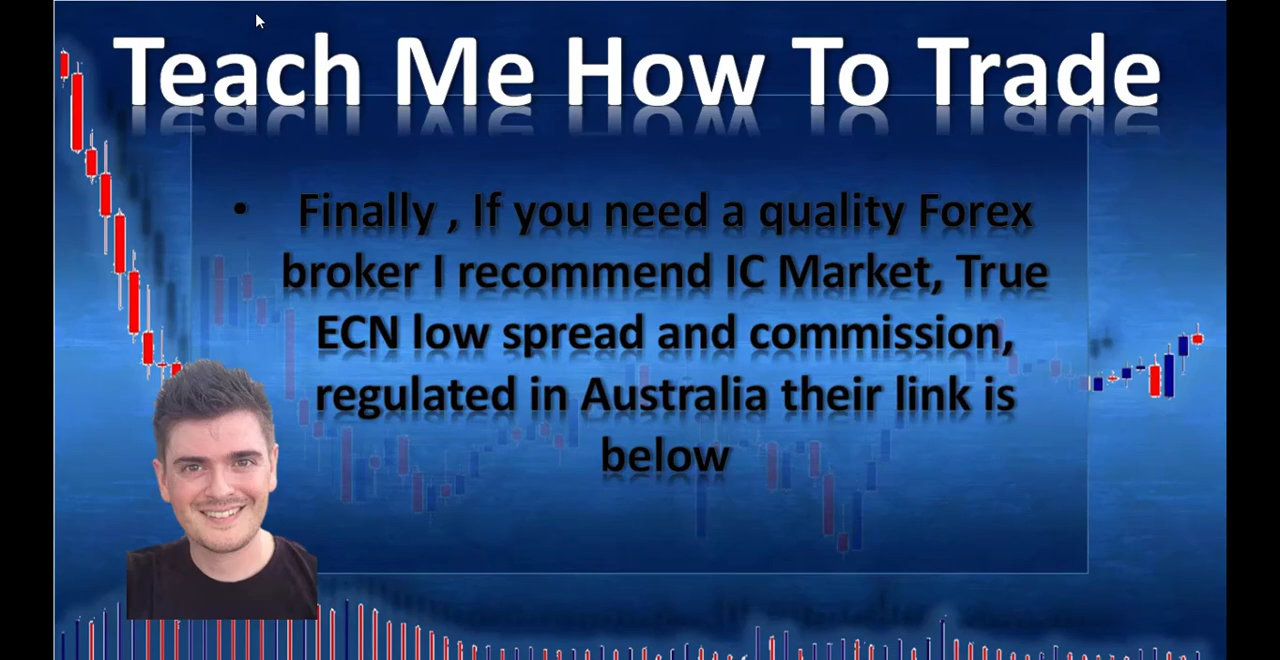 Teach Me How To Trade
• Finally , If you need a quality Forex
broker I recommend IC Market, True
ECN low spread and commission,
regulated in Australia their link is
below